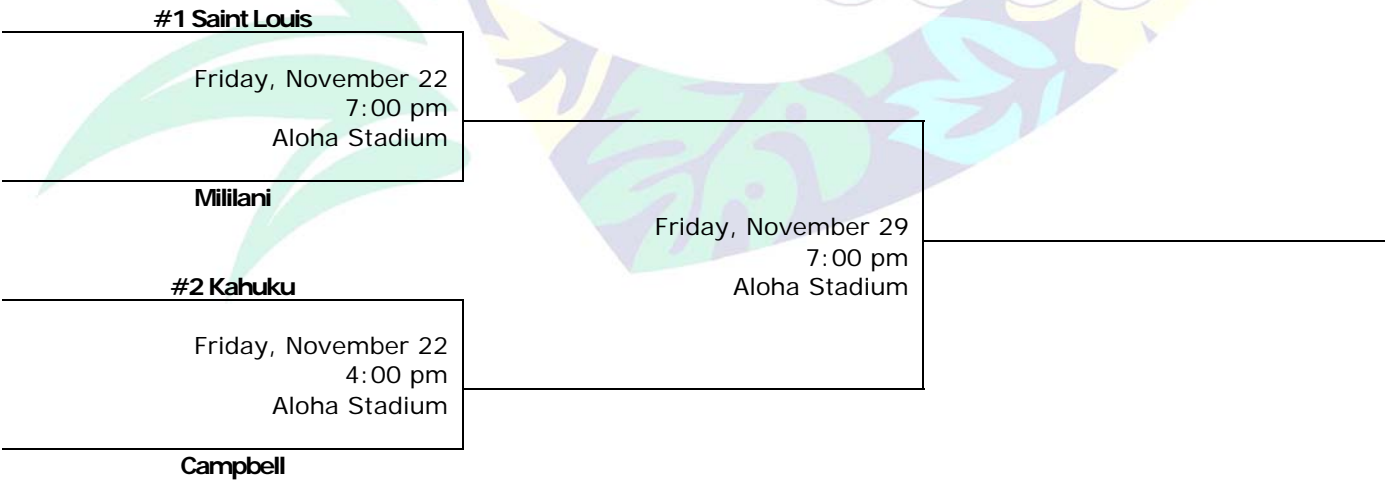 #1 Saint Louis
Friday, November 22
7:00 pm
Aloha Stadium
Mililani
Friday, November 29
7:00 pm
Aloha Stadium
#2 Kahuku
Friday, November 22
4:00 pm
Aloha Stadium
Campbell